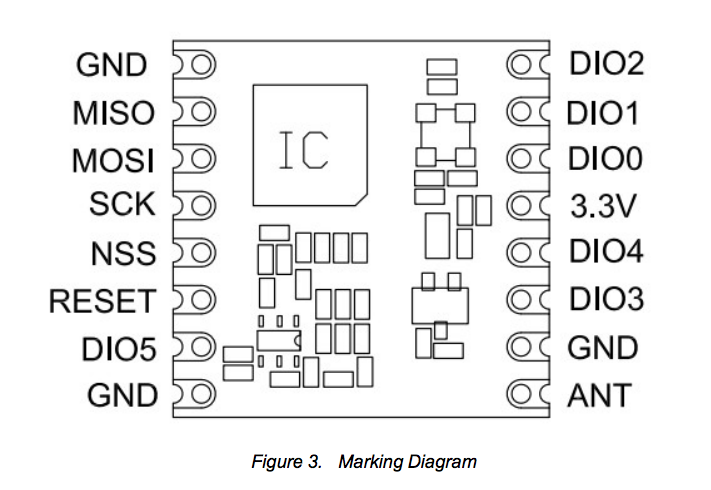 GND
MISO
MOSI
SCK
NSS
RESET
DIO5
GND
IC
DIO2
DIO1
DIO0
3.3V
DIO4
DIO3
GND
ANT
Figure 3. Marking Diagram